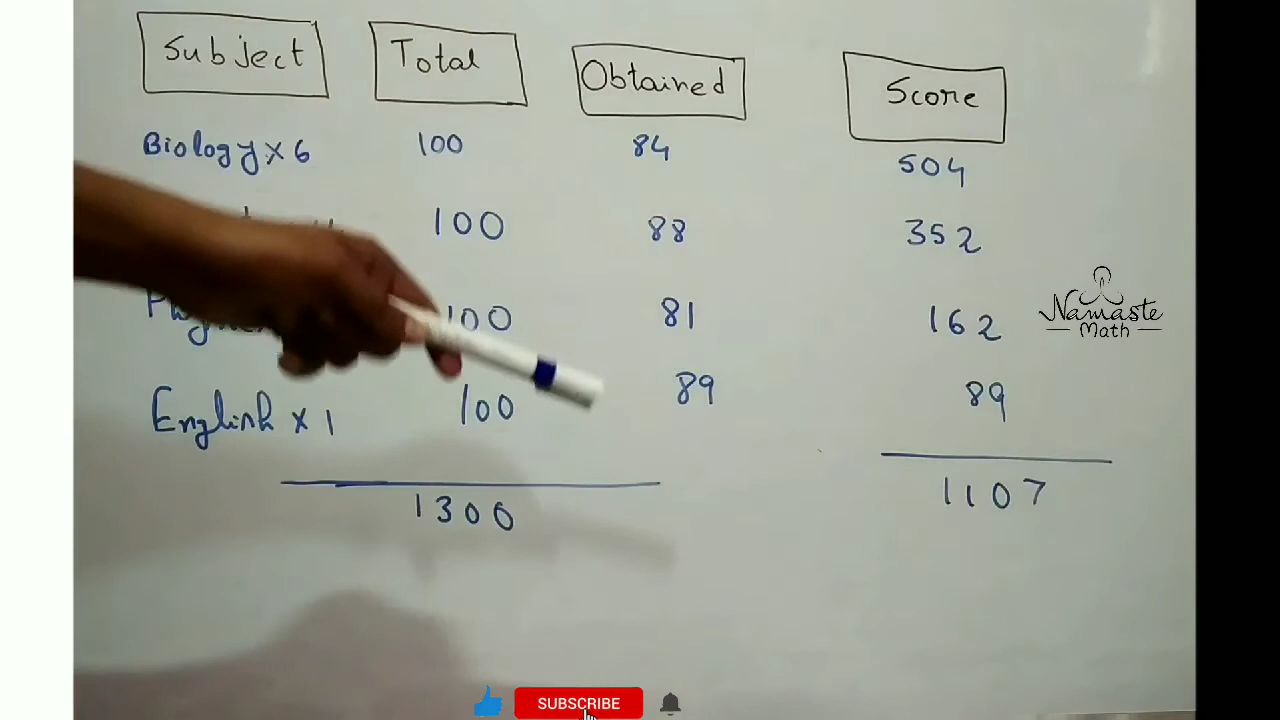 Subject Total Obtained Score
Biology x 6 100 84 504
100 88 352
100 81 162
English x 1 100 89 89
1300 1107
Namaste
Math
SUBSCRIBE